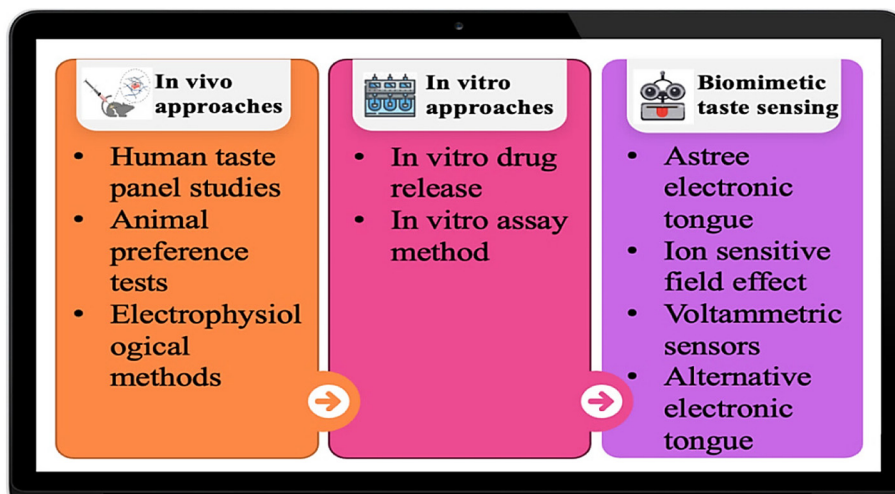 In vivo
approaches
• Human taste
panel studies
• Animal
preference
tests
• Electrophysiol
ogical
methods
In vitro
approaches
• In vitro drug
release
• In vitro assay
method
Biomimetic
taste sensing
• Astree
electronic
tongue
• Ion sensitive
field effect
• Voltammetric
sensors
• Alternative
electronic
tongue